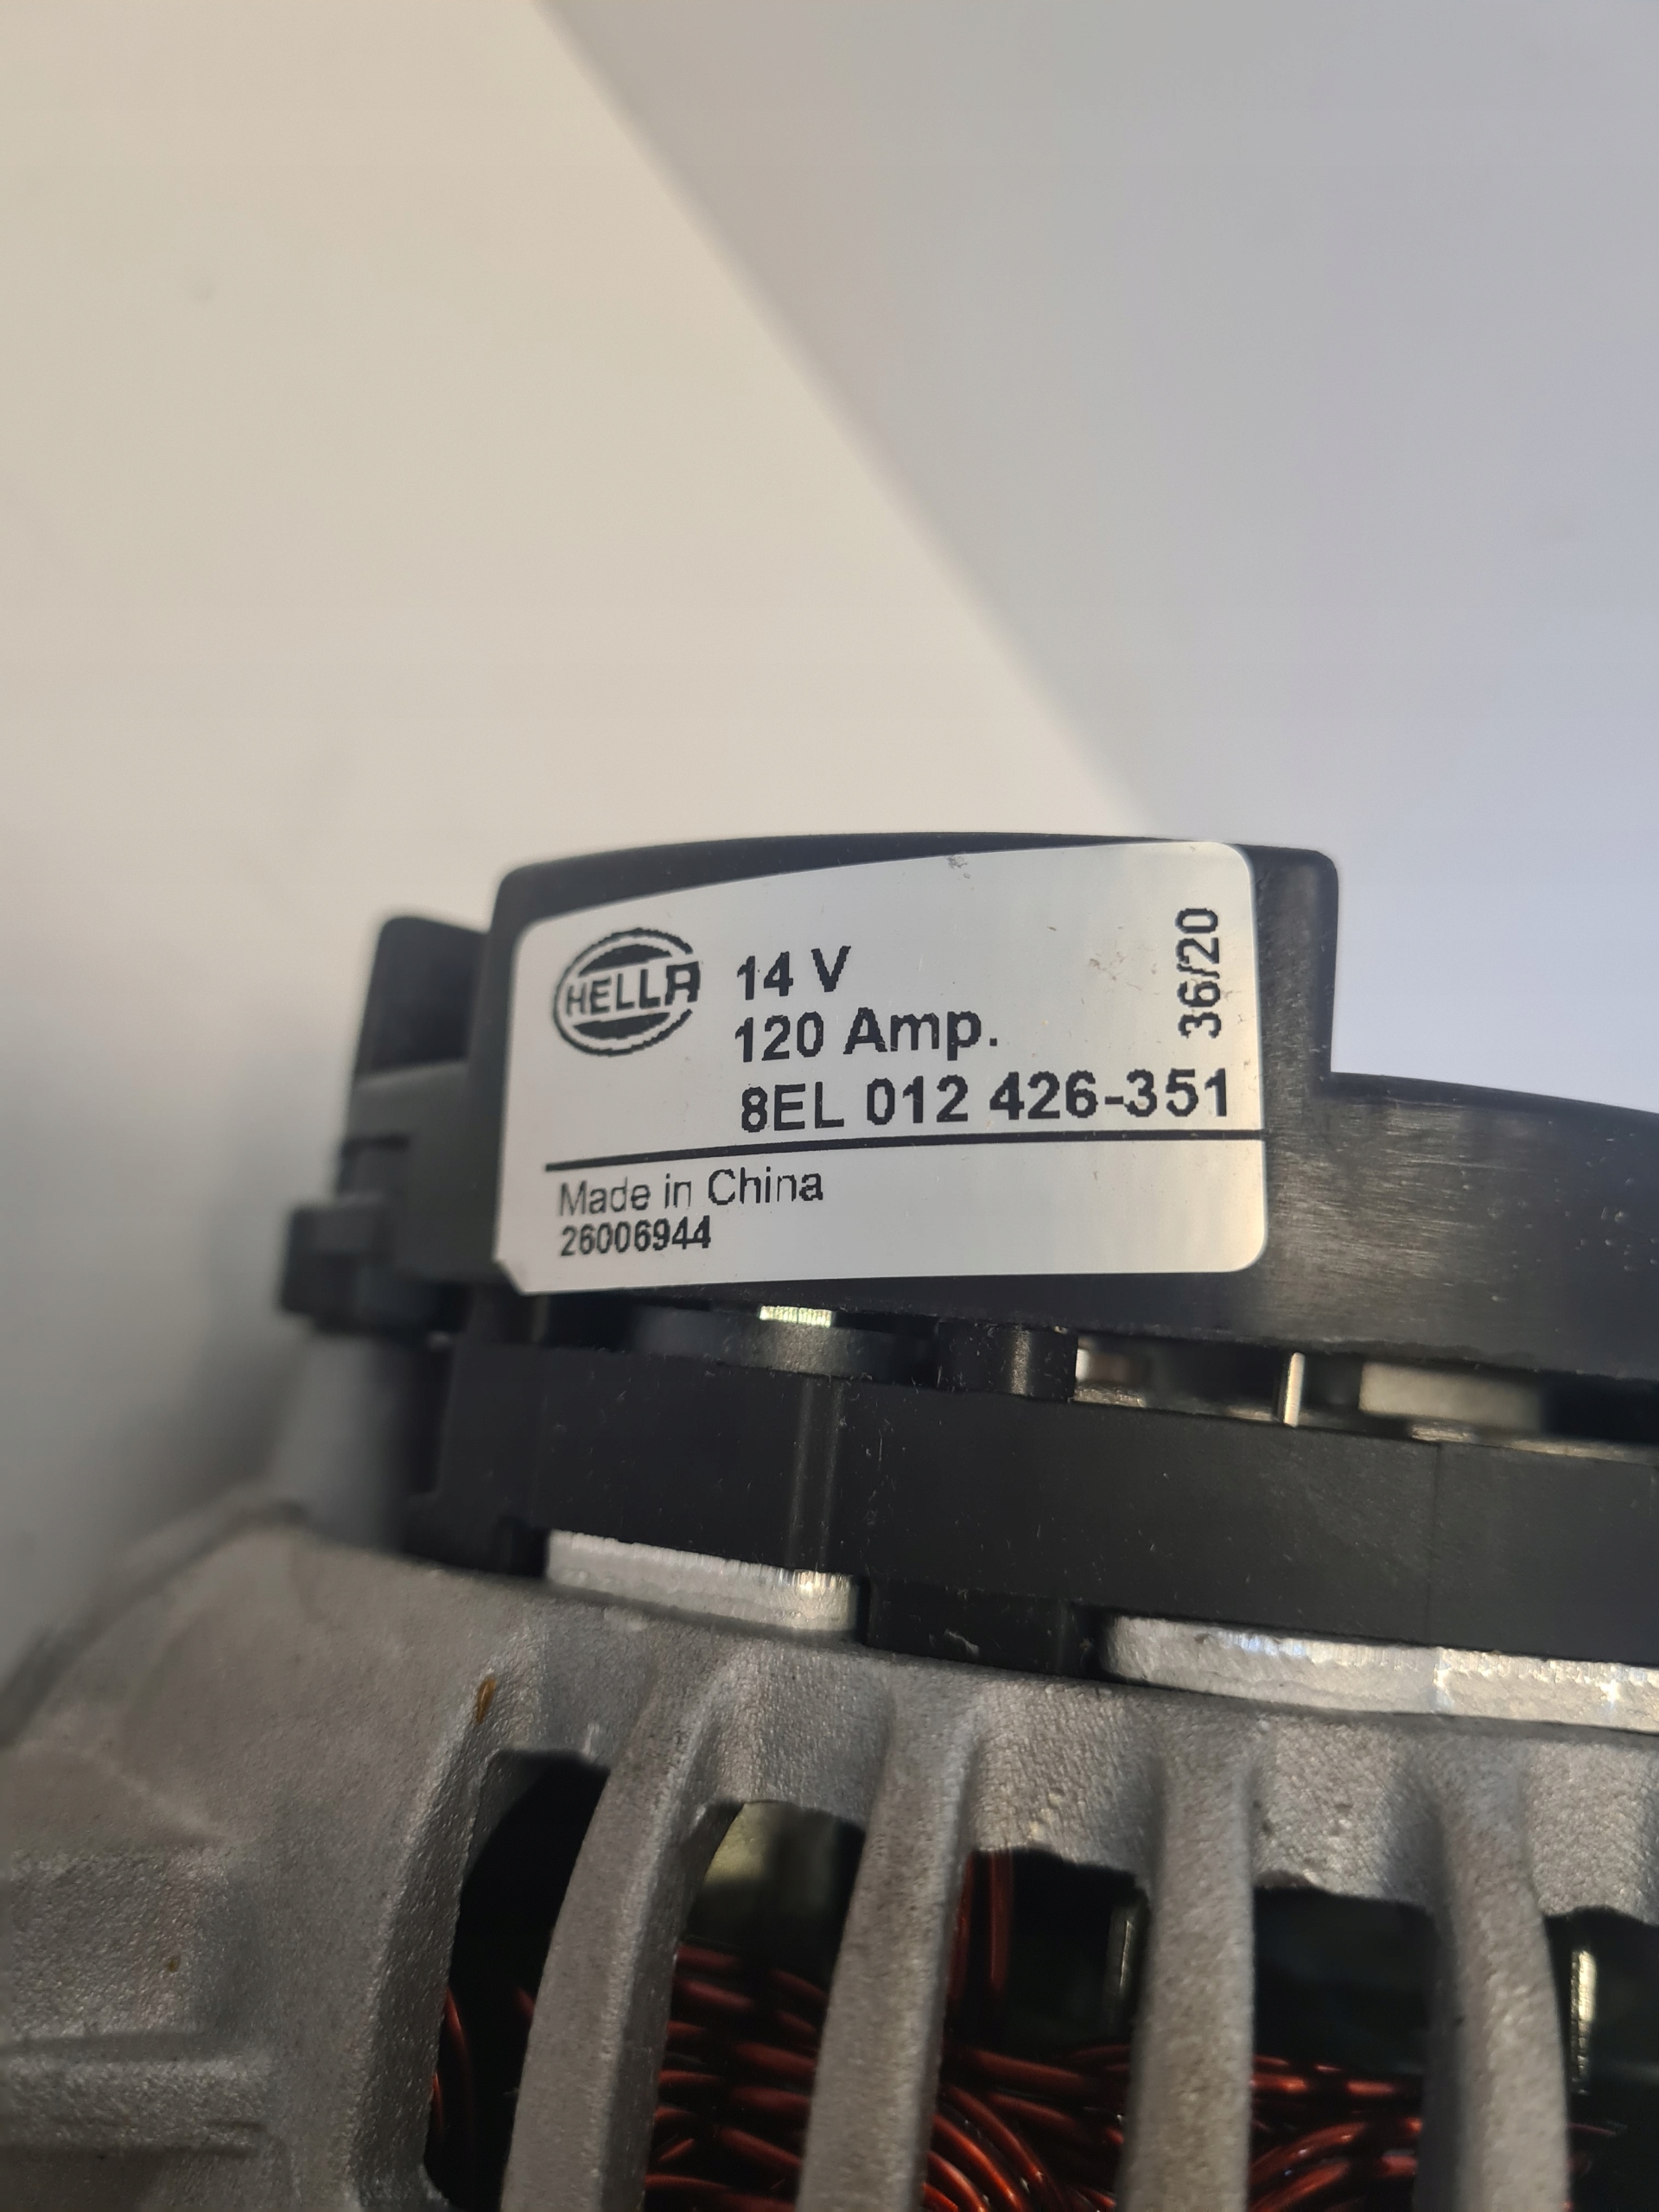 HELLA
14 V
120 Amp.
8EL 012 426-351
36/20
Made in China
26006944